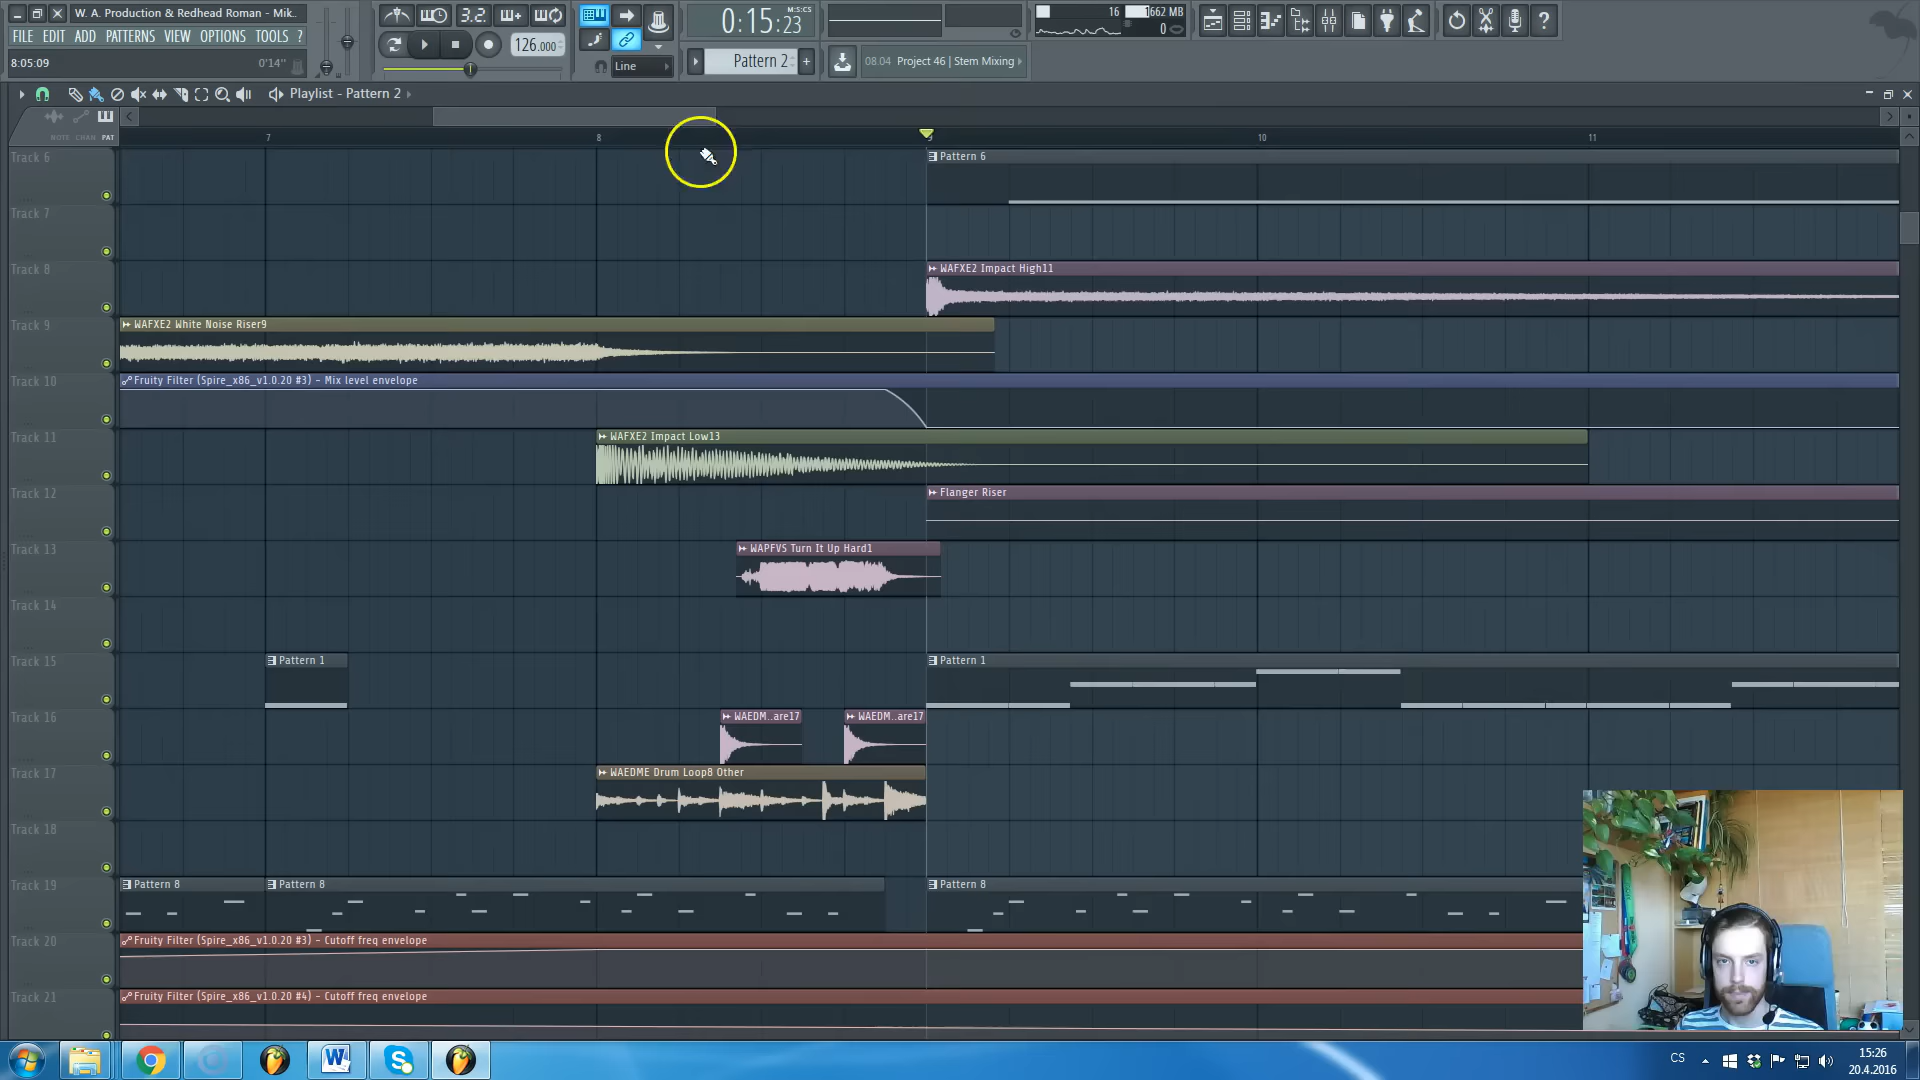 W. A. Production & Redhead Roman - Mik..
FILE EDIT ADD PATTERNS VIEW OPTIONS TOOLS ?
8:05:09 0'14"
3.2.
126.000
Line
0:15:23
M:S:CS
Pattern 2
16 1662 MB
0
08.04 Project 46 | Stem Mixing
Playlist - Pattern 2
NOTE CHAN PAT
7 8 9 10 11
Track 6
Pattern 6
Track 7
Track 8
WAFXE2 Impact High11
Track 9
WAFXE2 White Noise Riser9
Track 10
Fruity Filter (Spire_x86_v1.0.20 #3) - Mix level envelope
Track 11
WAFXE2 Impact Low13
Track 12
Flanger Riser
Track 13
WAPFVS Turn It Up Hard1
Track 14
Track 15
Pattern 1
Pattern 1
Track 16
WAEDM..are17
WAEDM..are17
Track 17
WAEDME Drum Loop8 Other
Track 18
Track 19
Pattern 8
Pattern 8
Pattern 8
Track 20
Fruity Filter (Spire_x86_v1.0.20 #3) - Cutoff freq envelope
Track 21
Fruity Filter (Spire_x86_v1.0.20 #4) - Cutoff freq envelope
CS
15:26
20.4.2016